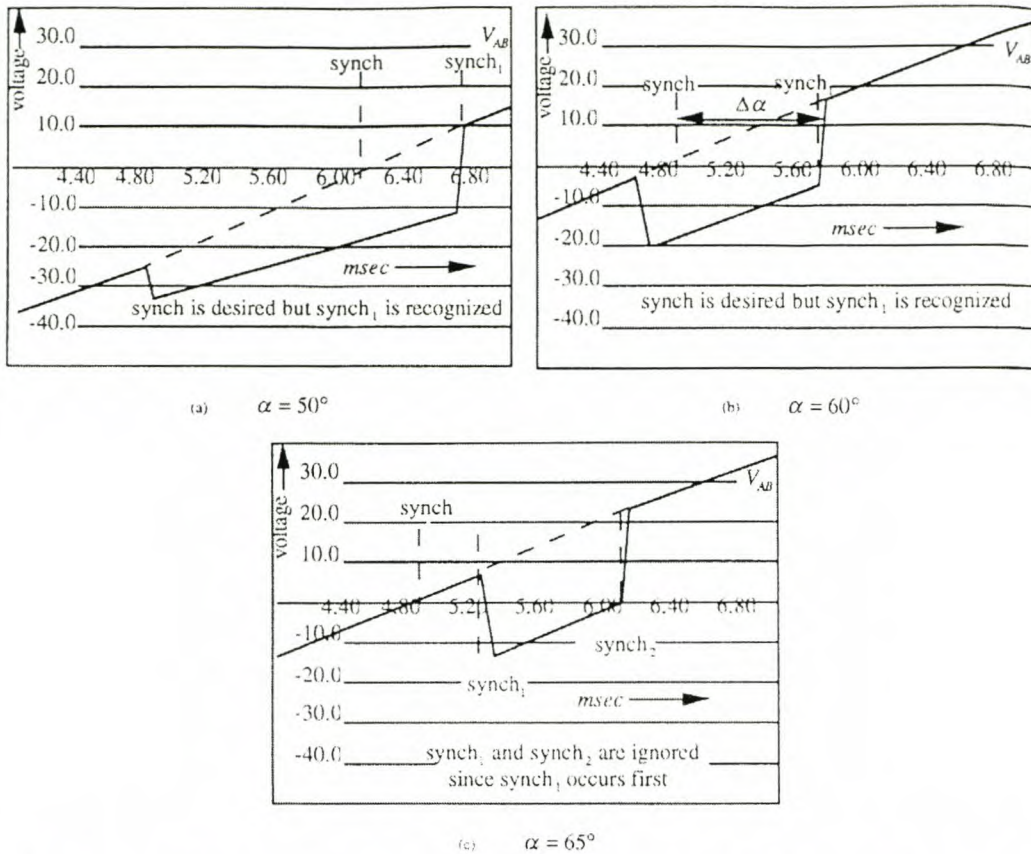 voltage
30.0
20.0
10.0
-10.0
-20.0
-30.0
-40.0
V_AB
synch synch₁
4.40 4.80 5.20 5.60 6.00 6.40 6.80
msec
synch is desired but synch₁ is recognized
(a) α = 50°
voltage
30.0
20.0
10.0
-10.0
-20.0
-30.0
-40.0
V_AB
synch synch
Δα
4.40 4.80 5.20 5.60 6.00 6.40 6.80
msec
synch is desired but synch₁ is recognized
(b) α = 60°
voltage
30.0
20.0
10.0
-10.0
-20.0
-30.0
-40.0
V_AB
synch
4.40 4.80 5.20 5.60 6.00 6.40 6.80
synch₂
synch₁
msec
synch₁ and synch₂ are ignored
since synch₁ occurs first
(c) α = 65°